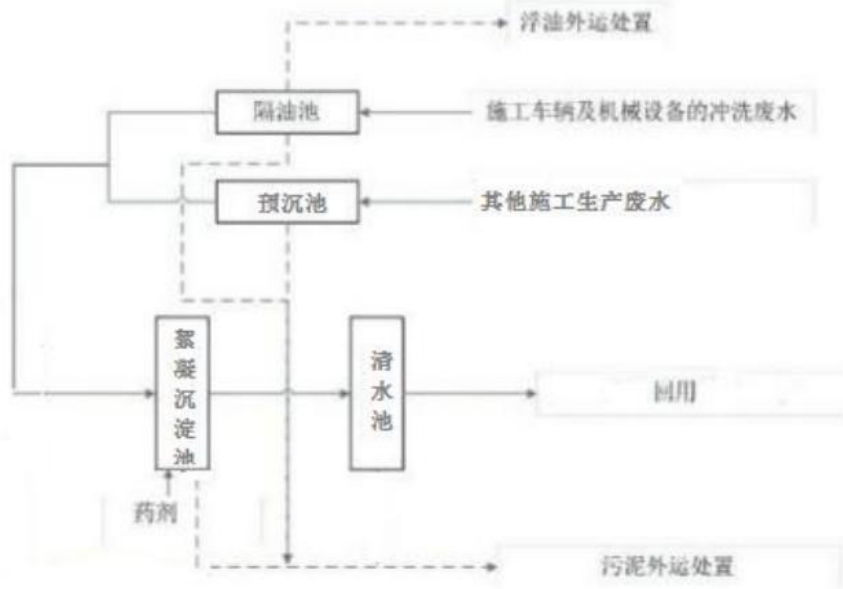 浮油外运处置
隔油池
施工车辆及机械设备的冲洗废水
预沉池
其他施工生产废水
絮凝沉淀池
清水池
回用
药剂
污泥外运处置